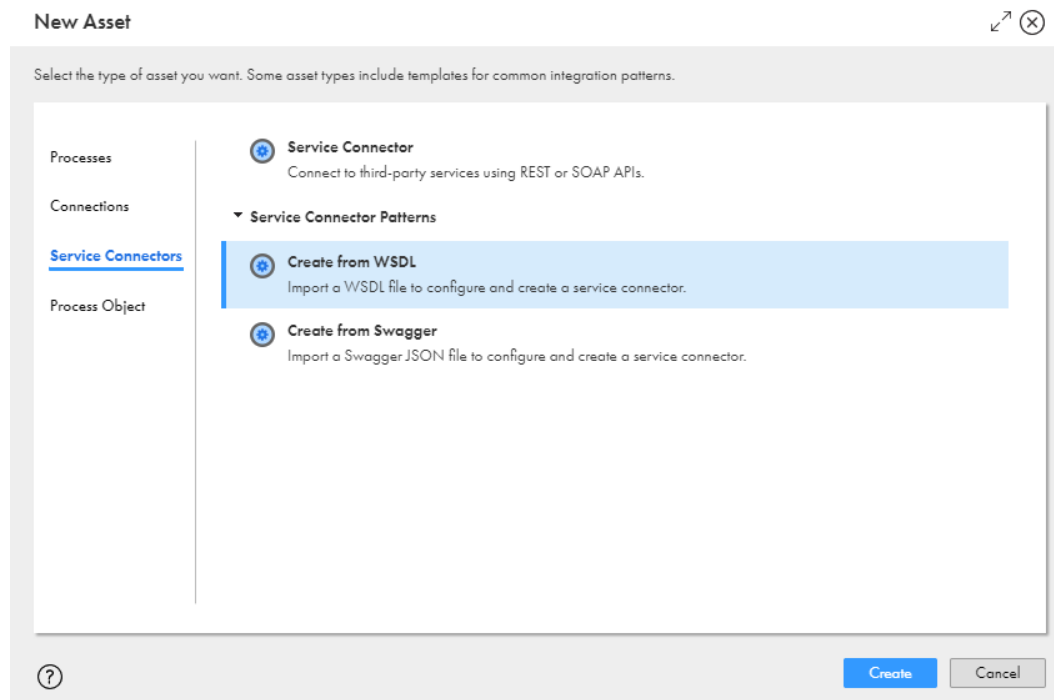 New Asset
Select the type of asset you want. Some asset types include templates for common integration patterns.
Processes
Connections
Service Connectors
Process Object
Service Connector
Connect to third-party services using REST or SOAP APIs.
Service Connector Patterns
Create from WSDL
Import a WSDL file to configure and create a service connector.
Create from Swagger
Import a Swagger JSON file to configure and create a service connector.
?
Create
Cancel